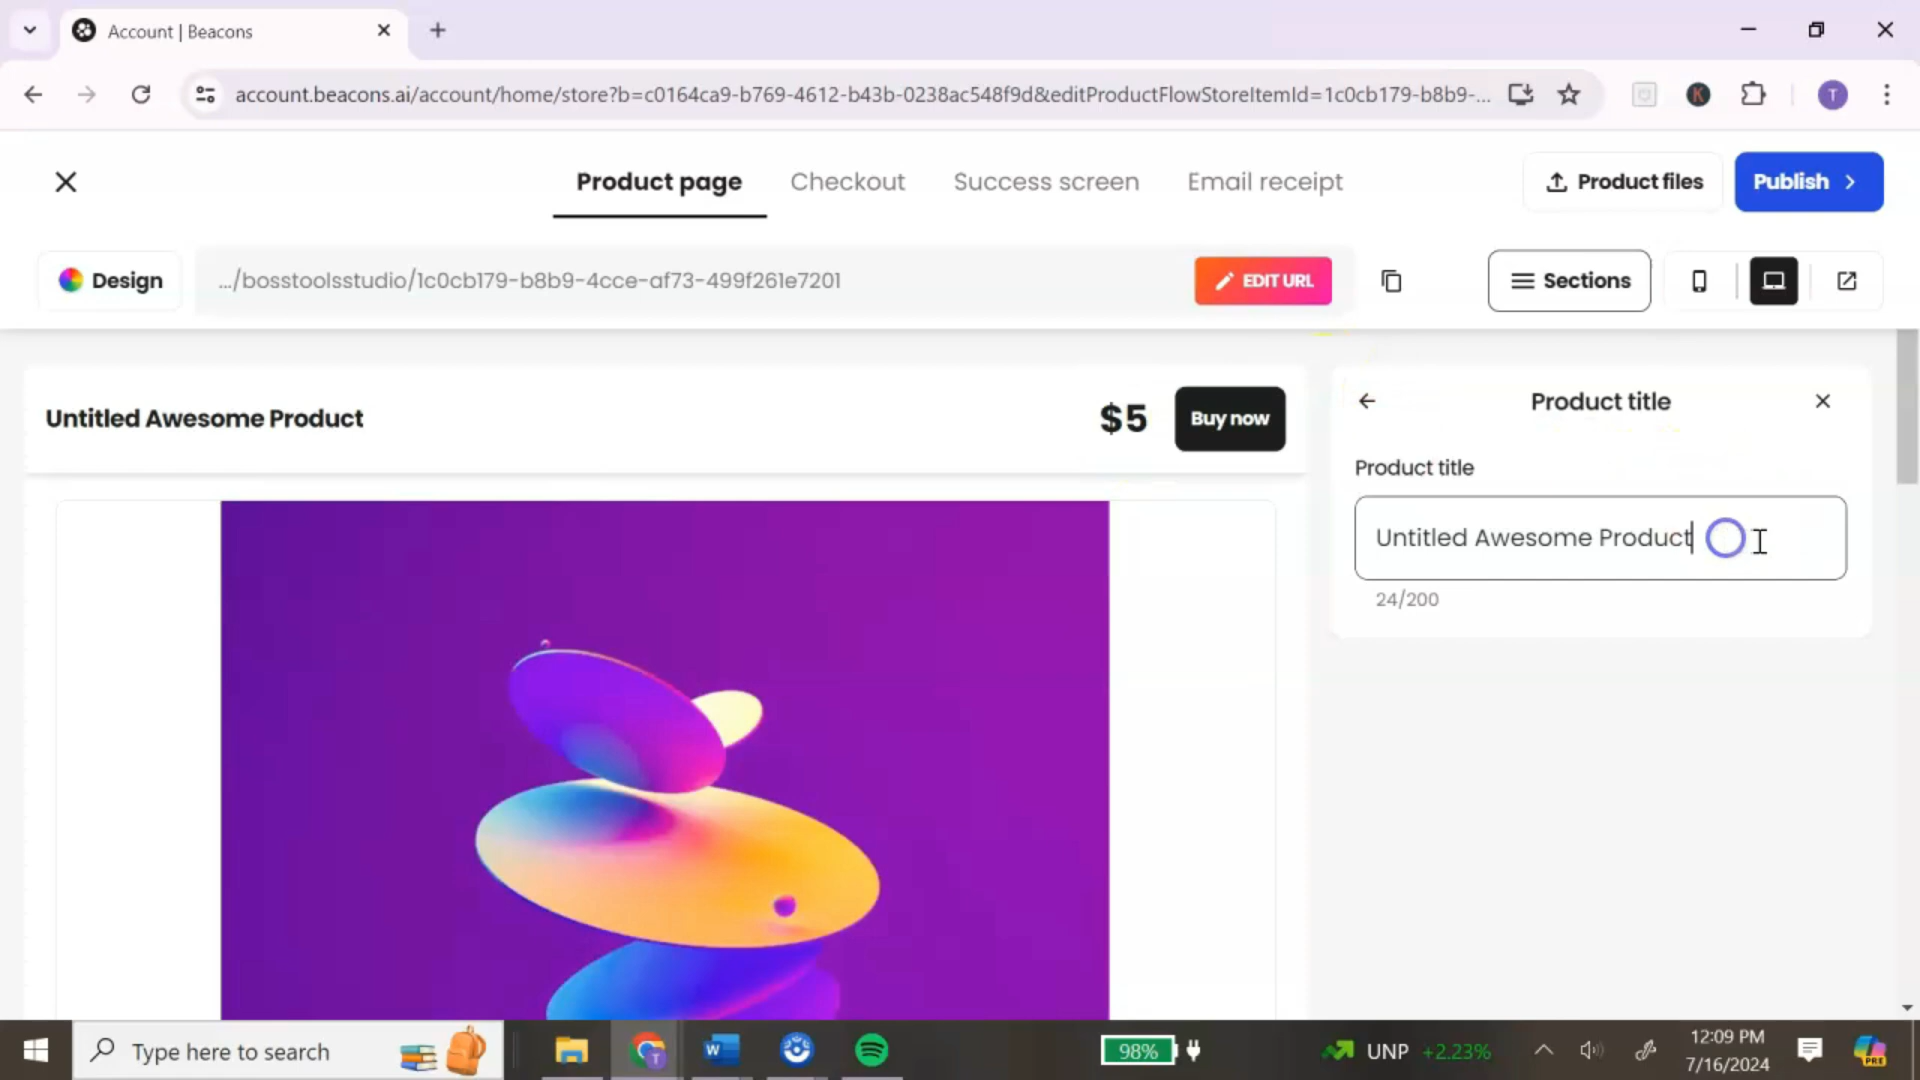 Account | Beacons
account.beacons.ai/account/home/store?b=c0164ca9-b769-4612-b43b-0238ac548f9d&editProductFlowStoreItemId=1c0cb179-b8b9-...
K
T
Product page
Checkout
Success screen
Email receipt
Product files
Publish
Design
.../bosstoolsstudio/1c0cb179-b8b9-4cce-af73-499f261e7201
EDIT URL
Sections
Untitled Awesome Product
$5
Buy now
Product title
Product title
Untitled Awesome Product
24/200
Type here to search
T
W
98%
UNP +2.23%
12:09 PM
7/16/2024
PRE